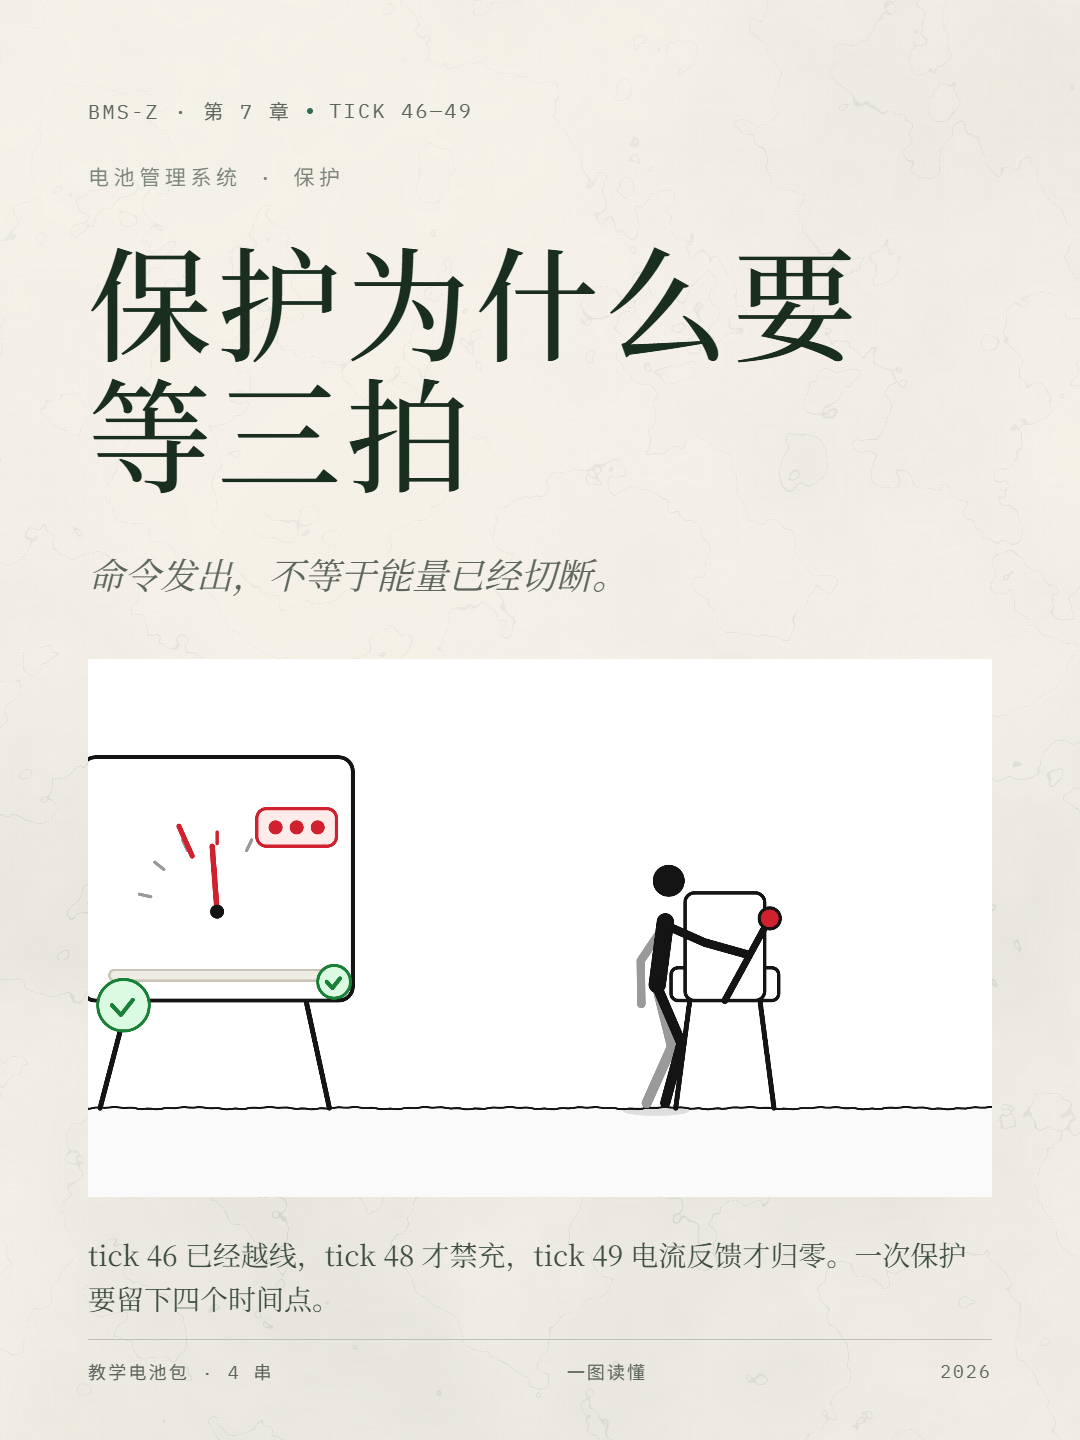 BMS-Z · 第 7 章 • TICK 46—49
电池管理系统 · 保护
保护为什么要
等三拍
命令发出，不等于能量已经切断。
tick 46 已经越线，tick 48 才禁充，tick 49 电流反馈才归零。一次保护
要留下四个时间点。
教学电池包 · 4 串
一图读懂
2026